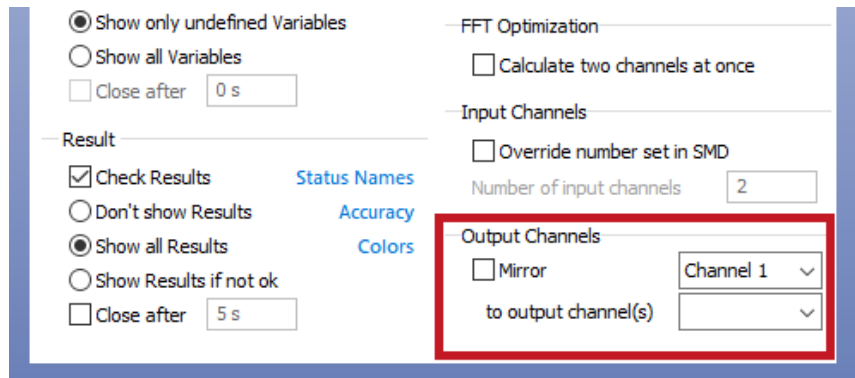 Show only undefined Variables
Show all Variables
Close after 0 s
Result
Check Results Status Names
Don't show Results Accuracy
Show all Results Colors
Show Results if not ok
Close after 5 s
FFT Optimization
Calculate two channels at once
Input Channels
Override number set in SMD
Number of input channels 2
Output Channels
Mirror Channel 1
to output channel(s)